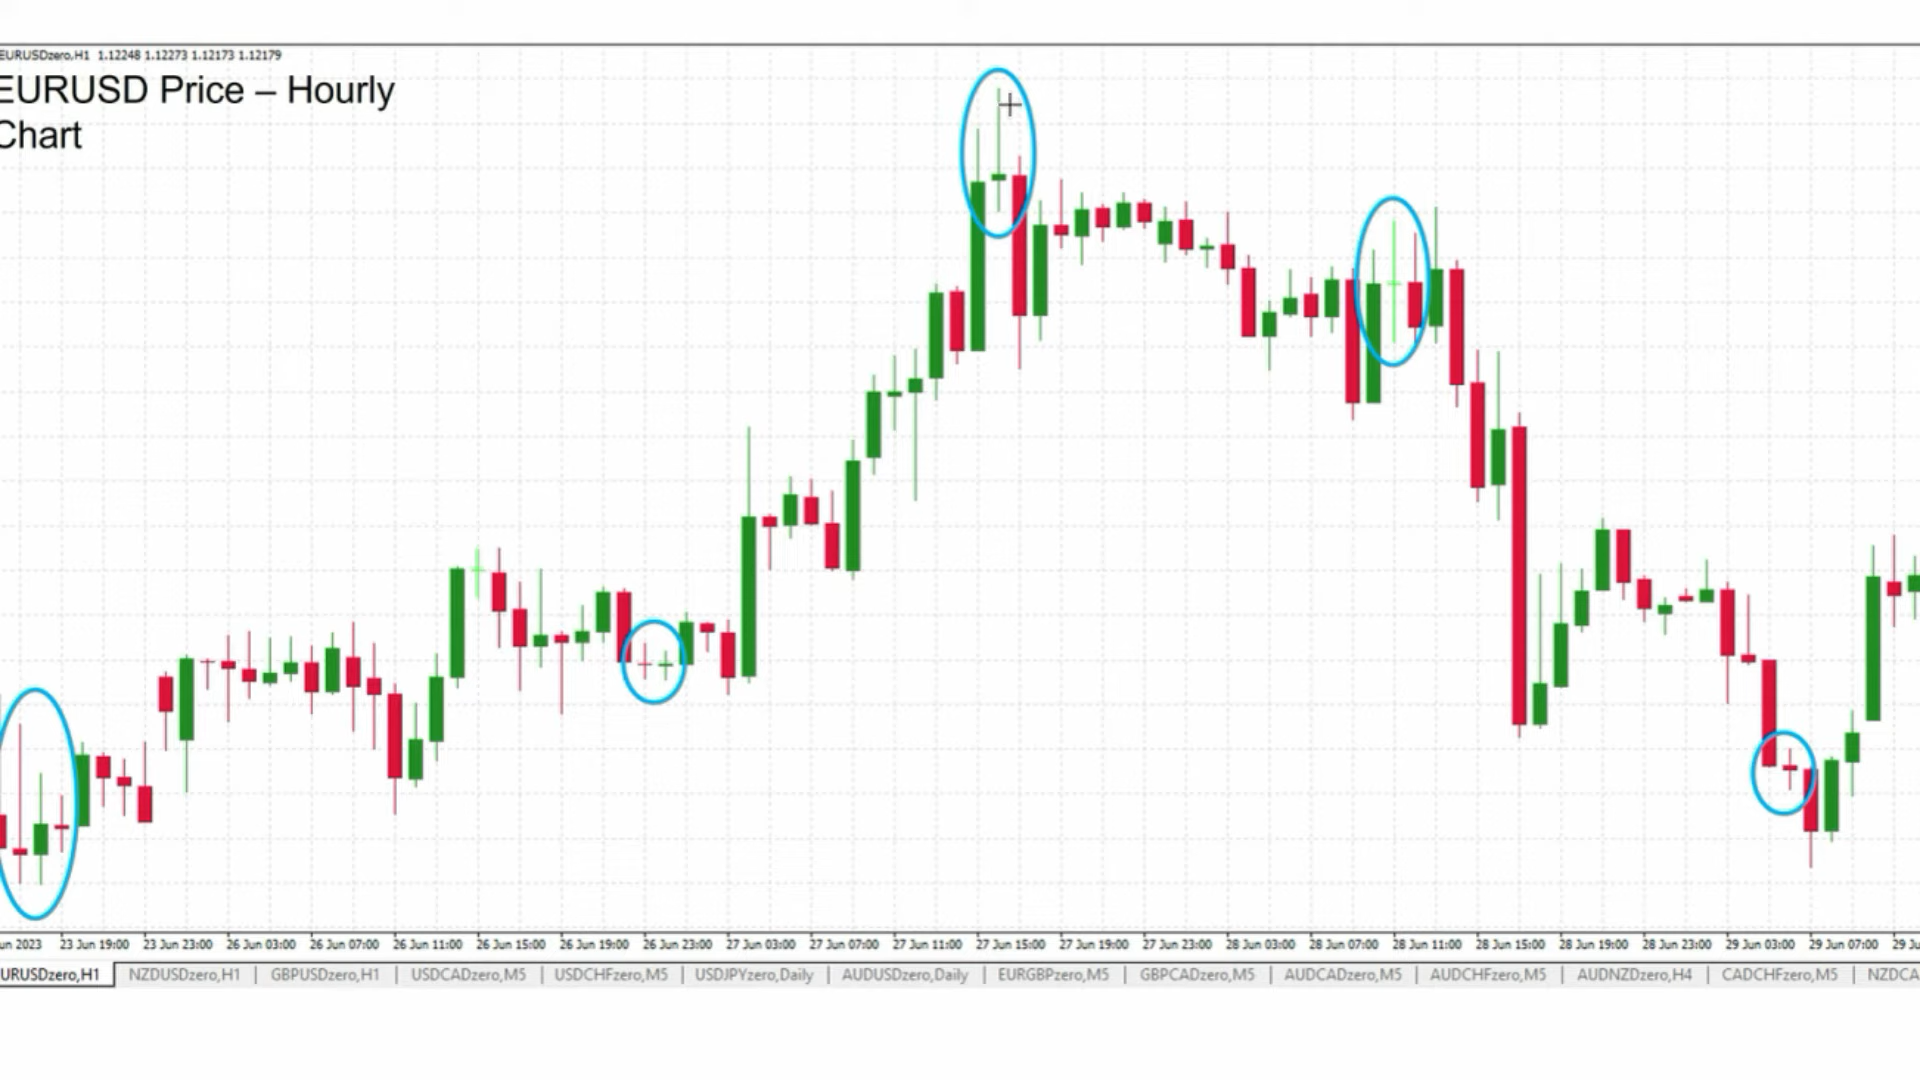 EURUSDzero,H1 1.12248 1.12273 1.12173 1.12179
EURUSD Price – Hourly
Chart
un 2023 23 Jun 19:00 23 Jun 23:00 26 Jun 03:00 26 Jun 07:00 26 Jun 11:00 26 Jun 15:00 26 Jun 19:00 26 Jun 23:00 27 Jun 03:00 27 Jun 07:00 27 Jun 11:00 27 Jun 15:00 27 Jun 19:00 27 Jun 23:00 28 Jun 03:00 28 Jun 07:00 28 Jun 11:00 28 Jun 15:00 28 Jun 19:00 28 Jun 23:00 29 Jun 03:00 29 Jun 07:00 29 Ju
URUSDzero,H1 NZDUSDzero,H1 GBPUSDzero,H1 USDCADzero,M5 USDCHFzero,M5 USDJPYzero,Daily AUDUSDzero,Daily EURGBPzero,M5 GBPCADzero,M5 AUDCADzero,M5 AUDCHFzero,M5 AUDNZDzero,H4 CADCHFzero,M5 NZDCA